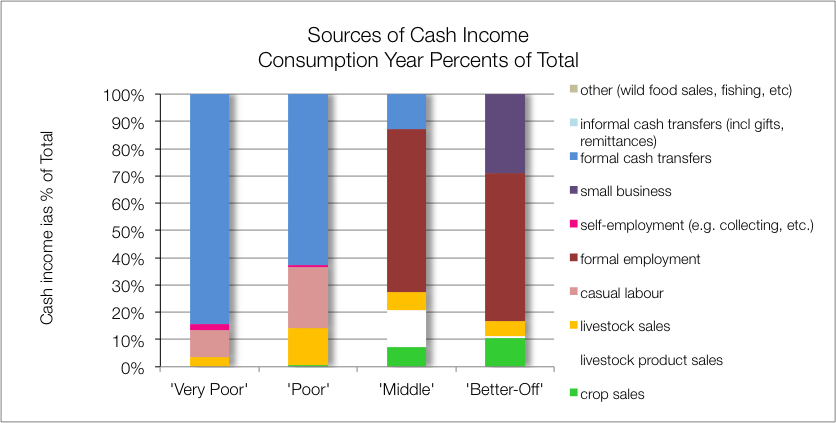 Sources of Cash Income
Consumption Year Percents of Total
Cash income ias % of Total
100%
90%
80%
70%
60%
50%
40%
30%
20%
10%
0%
'Very Poor'
'Poor'
'Middle'
'Better-Off'
other (wild food sales, fishing, etc)
informal cash transfers (incl gifts,
remittances)
formal cash transfers
small business
self-employment (e.g. collecting, etc.)
formal employment
casual labour
livestock sales
livestock product sales
crop sales